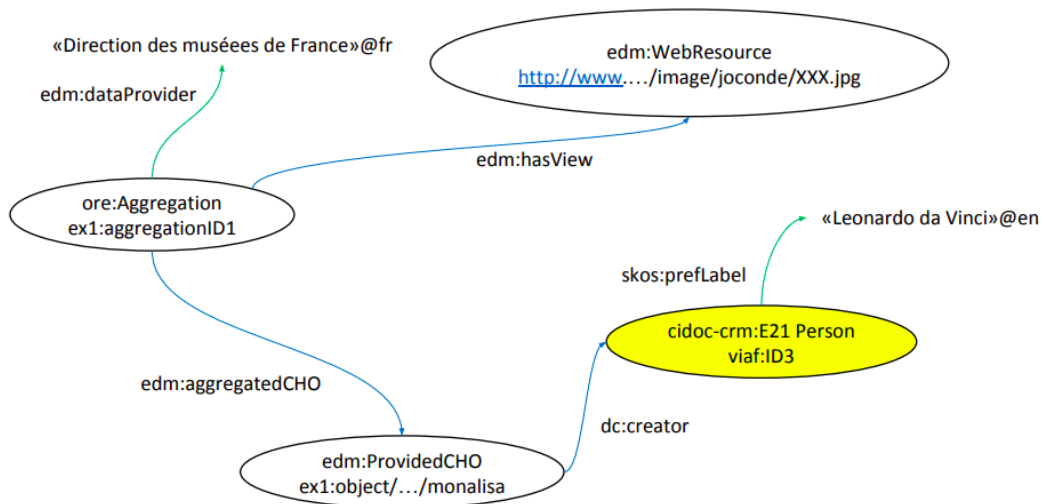 «Direction des muséees de France»@fr
edm:dataProvider
edm:WebResource
http://www.…/image/joconde/XXX.jpg
edm:hasView
ore:Aggregation
ex1:aggregationID1
«Leonardo da Vinci»@en
skos:prefLabel
cidoc-crm:E21 Person
viaf:ID3
edm:aggregatedCHO
dc:creator
edm:ProvidedCHO
ex1:object/…/monalisa